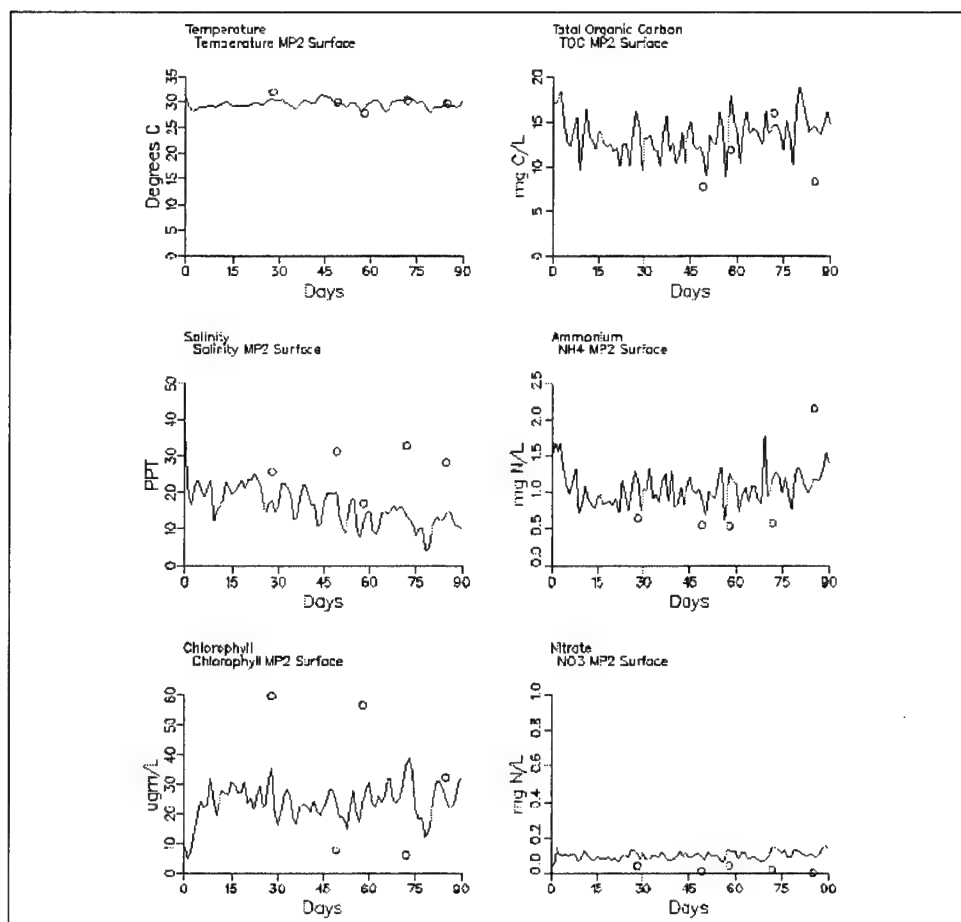 Temperature
Temperature MP2 Surface
Degrees C
0 5 10 15 20 25 30 35
0 15 30 45 60 75 90
Days
Total Organic Carbon
TOC MP2 Surface
mg C/L
0 5 10 15 20
0 15 30 45 60 75 90
Days
Salinity
Salinity MP2 Surface
PPT
0 10 20 30 40 50
0 15 30 45 60 75 90
Days
Ammonium
NH4 MP2 Surface
mg N/L
0.0 0.5 1.0 1.5 2.0 2.5
0 15 30 45 60 75 90
Days
Chlorophyll
Chlorophyll MP2 Surface
ugm/L
0 10 20 30 40 50 60
0 15 30 45 60 75 90
Days
Nitrate
NO3 MP2 Surface
mg N/L
0.0 0.2 0.4 0.6 0.8 1.0
0 15 30 45 60 75 90
Days